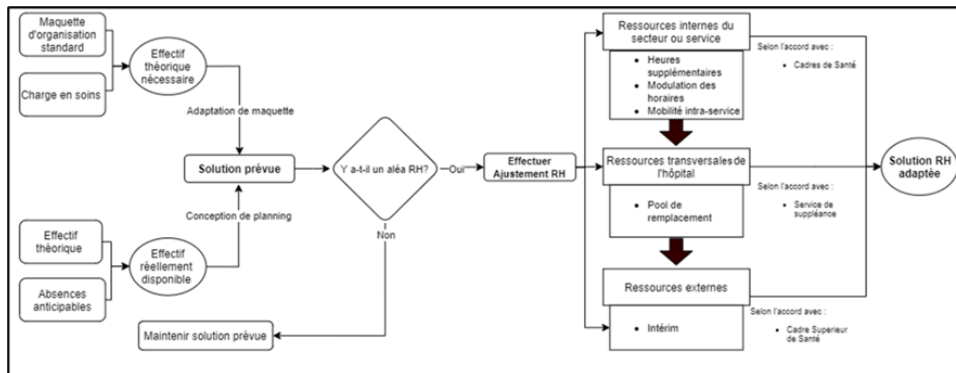 Maquette
d'organisation
standard
Charge en soins
Effectif
théorique
nécessaire
Adaptation de maquette
Solution prévue
Conception de planning
Effectif
théorique
Absences
anticipables
Effectif
réellement
disponible
Y a-t-il un aléa RH?
Oui
Non
Maintenir solution prévue
Effectuer
Ajustement RH
Ressources internes du
secteur ou service
Heures
supplémentaires
Modulation des
horaires
Mobilité intra-service
Selon l'accord avec :
Cadres de Santé
Ressources transversales de
l'hôpital
Pool de
remplacement
Selon l'accord avec :
Service de
suppléance
Ressources externes
Intérim
Selon l'accord avec :
Cadre Superieur
de Santé
Solution RH
adaptée